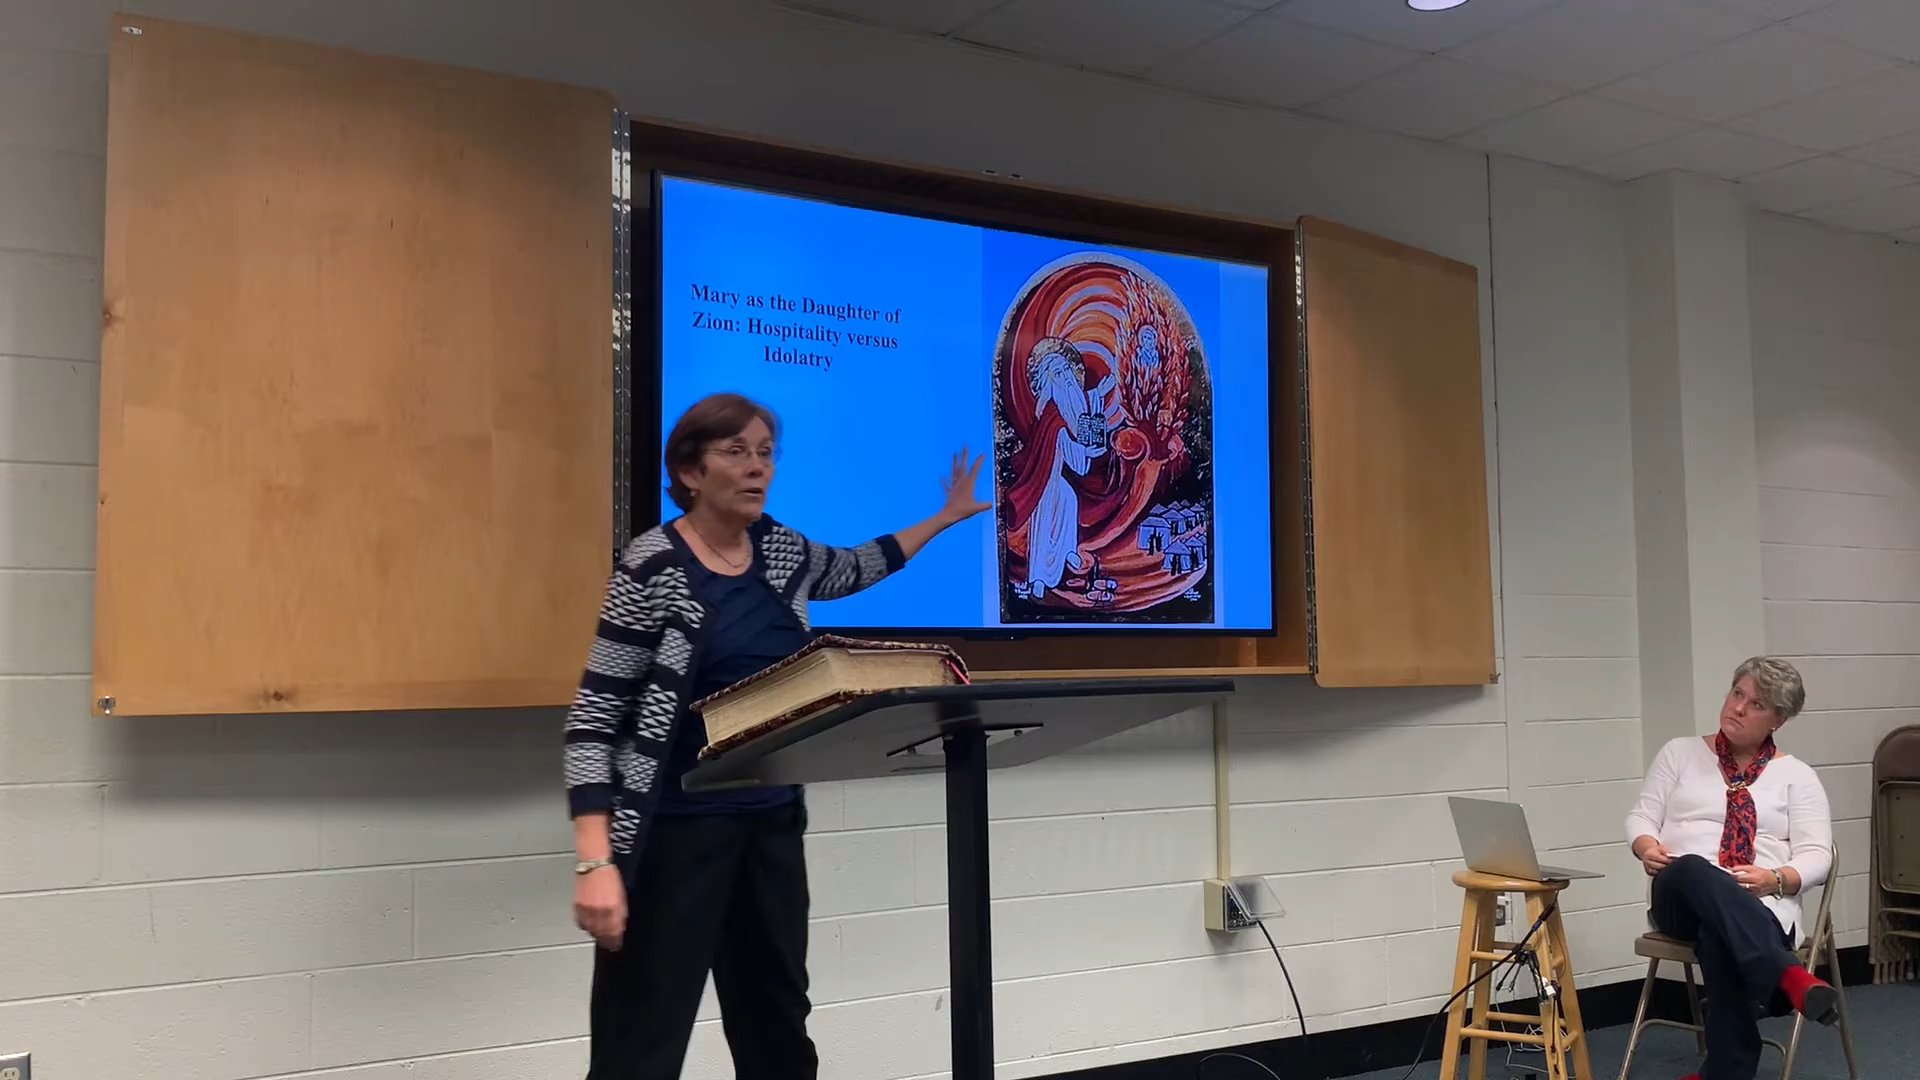 Mary as the Daughter of
Zion: Hospitality versus
Idolatry